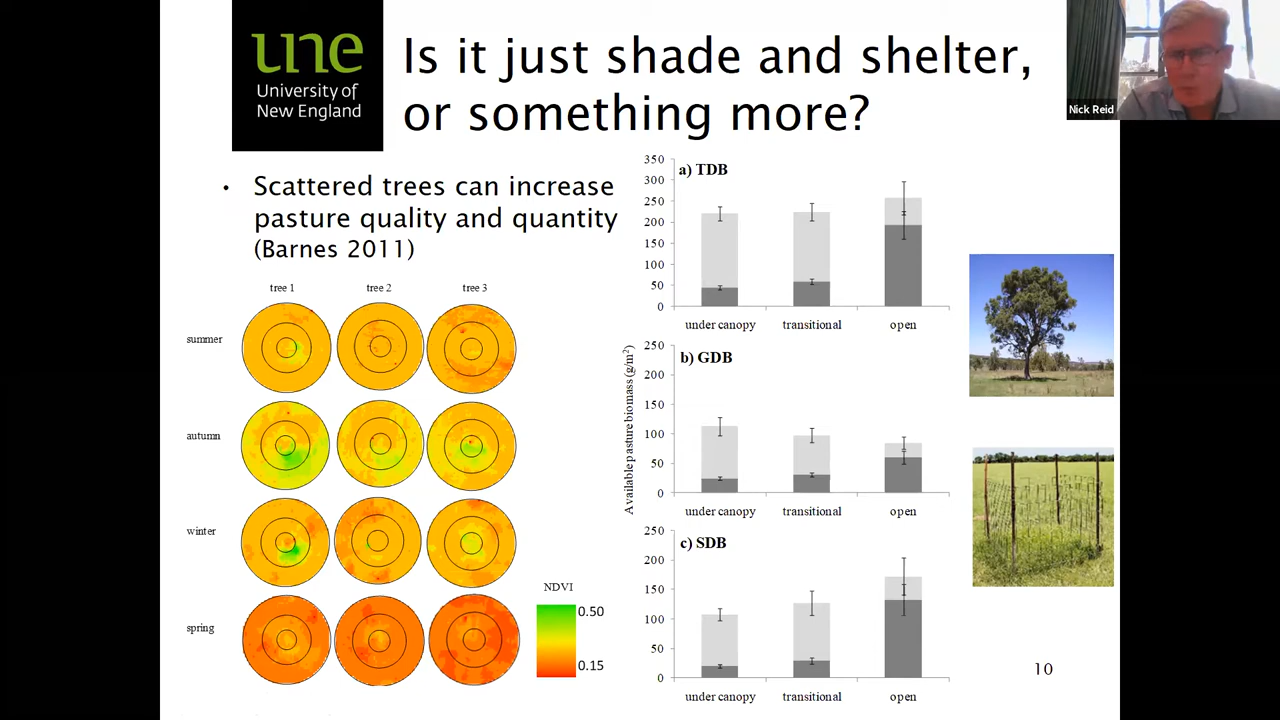 une
University of
New England
Is it just shade and shelter,
or something more?
Nick Reid
• Scattered trees can increase
pasture quality and quantity
(Barnes 2011)
tree 1 tree 2 tree 3
summer
autumn
winter
spring
NDVI
0.50
0.15
Available pasture biomass (g/m²)
a) TDB
350
300
250
200
150
100
50
0
under canopy transitional open
b) GDB
250
200
150
100
50
0
under canopy transitional open
c) SDB
250
200
150
100
50
0
under canopy transitional open
10